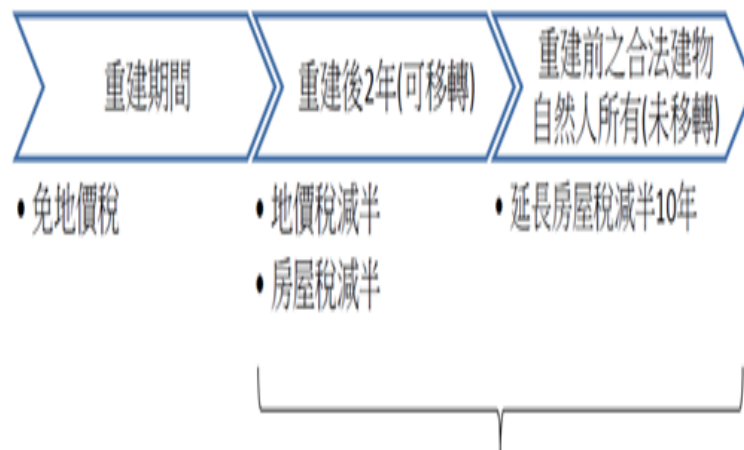 重建期間
重建後2年(可移轉)
重建前之合法建物
自然人所有(未移轉)
• 免地價稅
• 地價稅減半
• 房屋稅減半
• 延長房屋稅減半10年